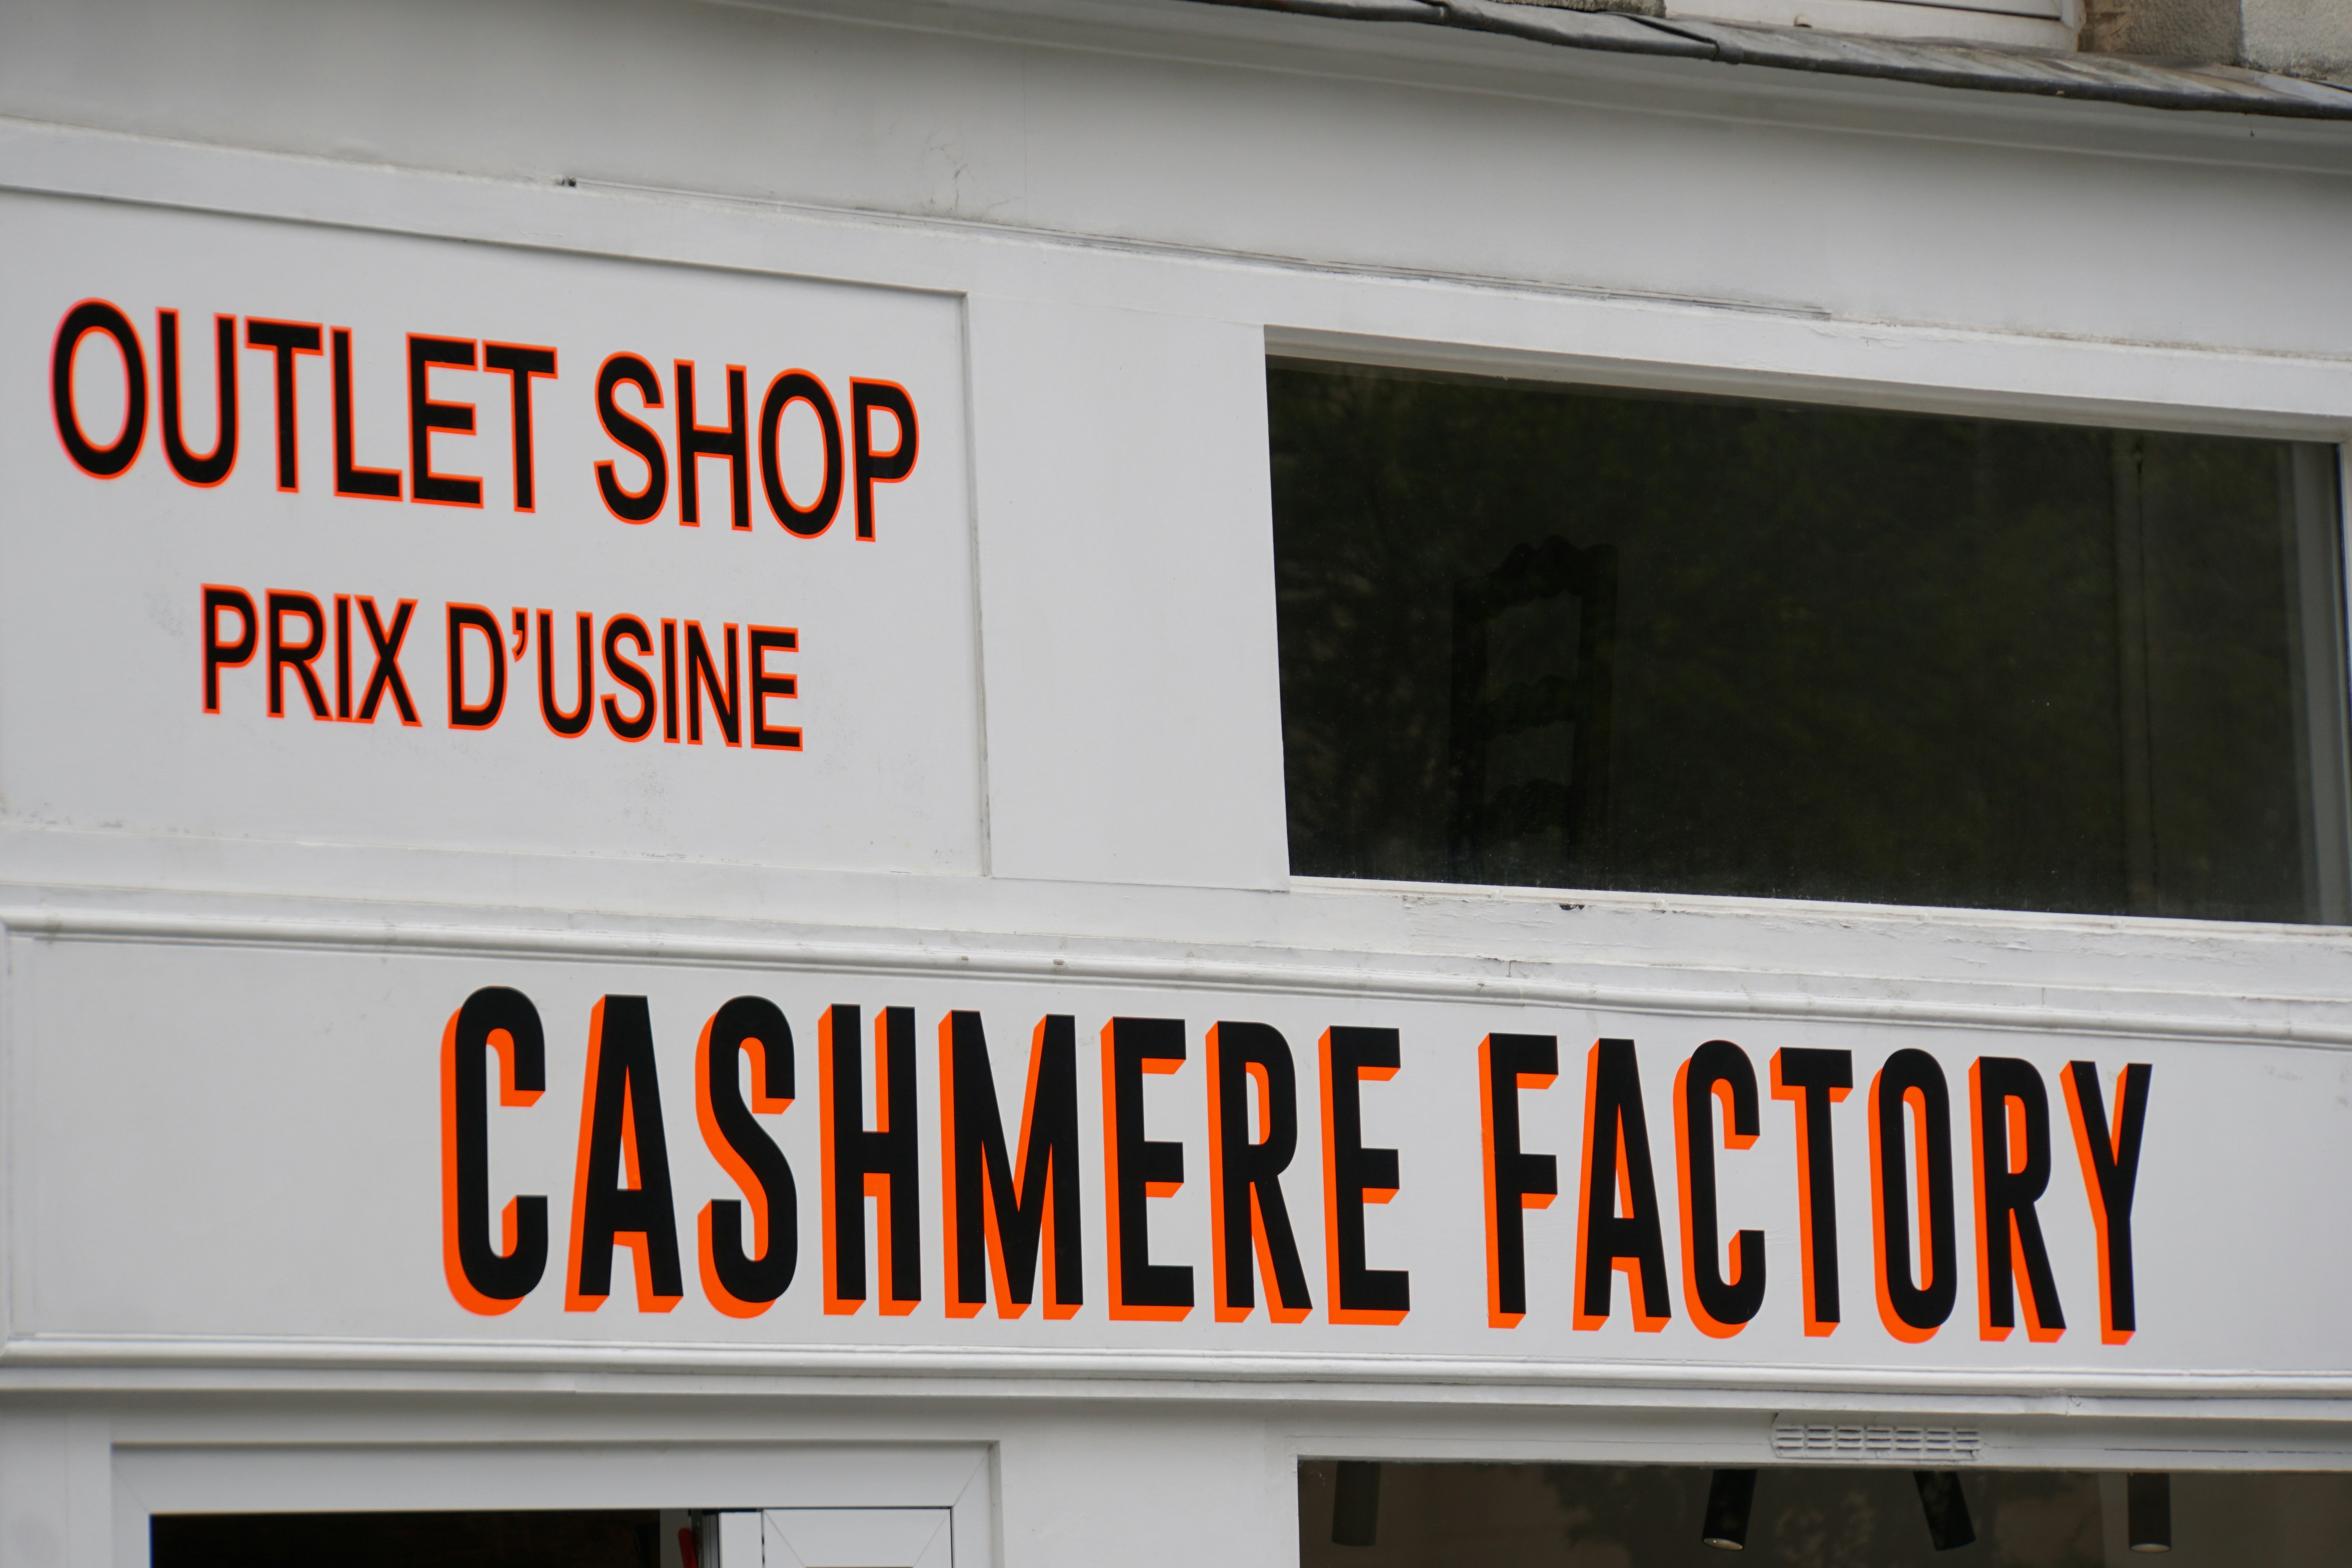 OUTLET SHOP
PRIX D’USINE
CASHMERE FACTORY